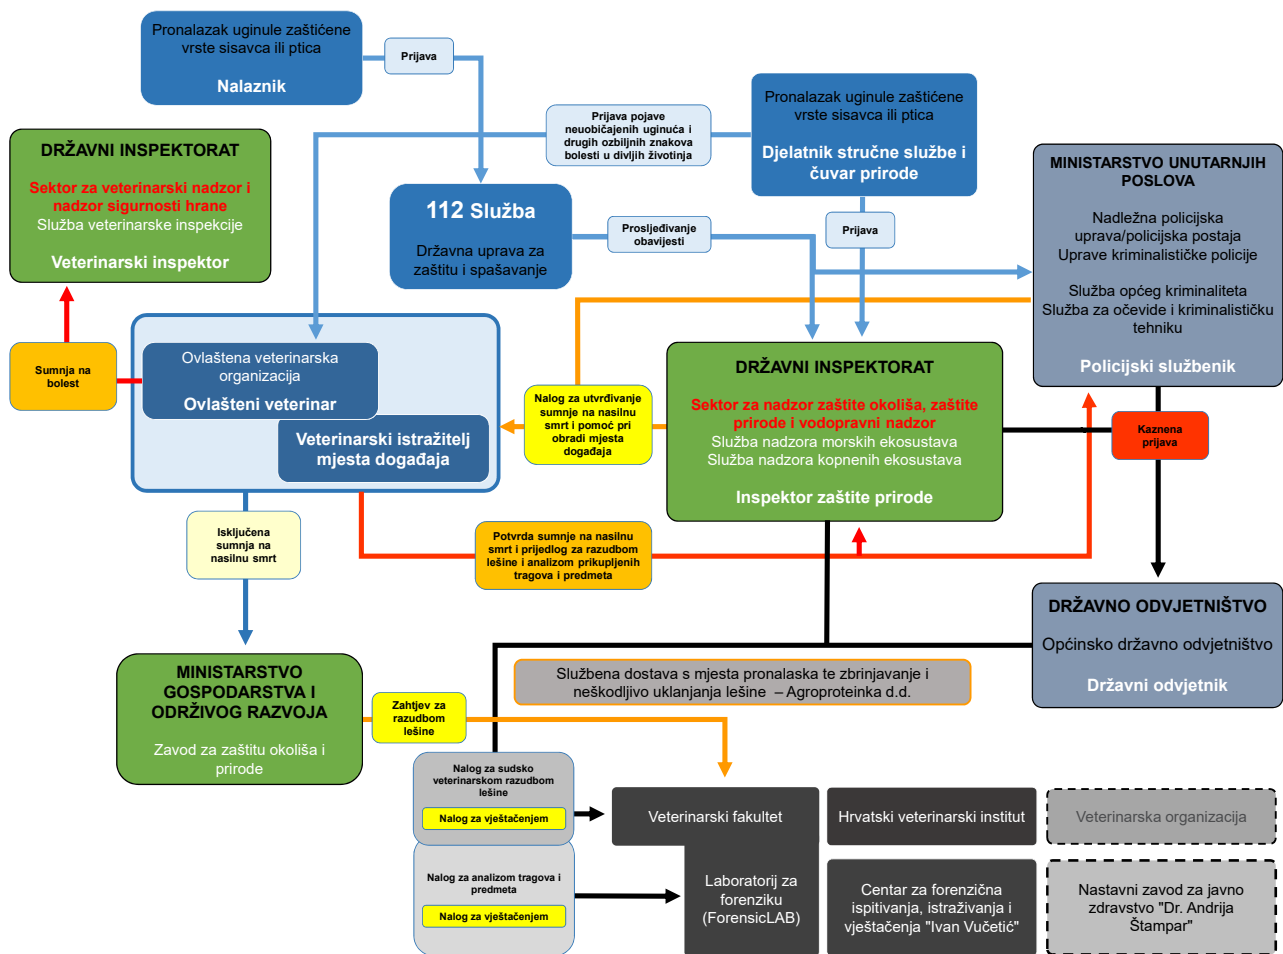 Pronalazak uginule zaštićene
vrste sisavca ili ptica
Nalaznik
Prijava
Prijava pojave
neuobičajenih uginuća i
drugih ozbiljnih znakova
bolesti u divljih životinja
Pronalazak uginule zaštićene
vrste sisavca ili ptica
Djelatnik stručne službe i
čuvar prirode
DRŽAVNI INSPEKTORAT
Sektor za veterinarski nadzor i
nadzor sigurnosti hrane
Služba veterinarske inspekcije
Veterinarski inspektor
112 Služba
Državna uprava za
zaštitu i spašavanje
Prosljeđivanje
obavijesti
Prijava
MINISTARSTVO UNUTARNJIH
POSLOVA
Nadležna policijska
uprava/policijska postaja
Uprave kriminalističke policije
Služba općeg kriminaliteta
Služba za očevide i kriminalističku
tehniku
Policijski službenik
Sumnja na
bolest
Ovlaštena veterinarska
organizacija
Ovlašteni veterinar
Veterinarski istražitelj
mjesta događaja
Nalog za utvrđivanje
sumnje na nasilnu
smrt i pomoć pri
obradi mjesta
događaja
DRŽAVNI INSPEKTORAT
Sektor za nadzor zaštite okoliša, zaštite
prirode i vodopravni nadzor
Služba nadzora morskih ekosustava
Služba nadzora kopnenih ekosustava
Inspektor zaštite prirode
Kaznena
prijava
Isključena
sumnja na
nasilnu smrt
Potvrda sumnje na nasilnu
smrt i prijedlog za razudbom
lešine i analizom prikupljenih
tragova i predmeta
DRŽAVNO ODVJETNIŠTVO
Općinsko državno odvjetništvo
Državni odvjetnik
MINISTARSTVO
GOSPODARSTVA I
ODRŽIVOG RAZVOJA
Zavod za zaštitu okoliša i
prirode
Zahtjev za
razudbom
lešine
Službena dostava s mjesta pronalaska te zbrinjavanje i
neškodljivo uklanjanja lešine – Agroproteinka d.d.
Nalog za sudsko
veterinarskom razudbom
lešine
Nalog za vještačenjem
Nalog za analizom tragova i
predmeta
Nalog za vještačenjem
Veterinarski fakultet
Hrvatski veterinarski institut
Veterinarska organizacija
Laboratorij za
forenziku
(ForensicLAB)
Centar za forenzična
ispitivanja, istraživanja i
vještačenja "Ivan Vučetić"
Nastavni zavod za javno
zdravstvo "Dr. Andrija
Štampar"